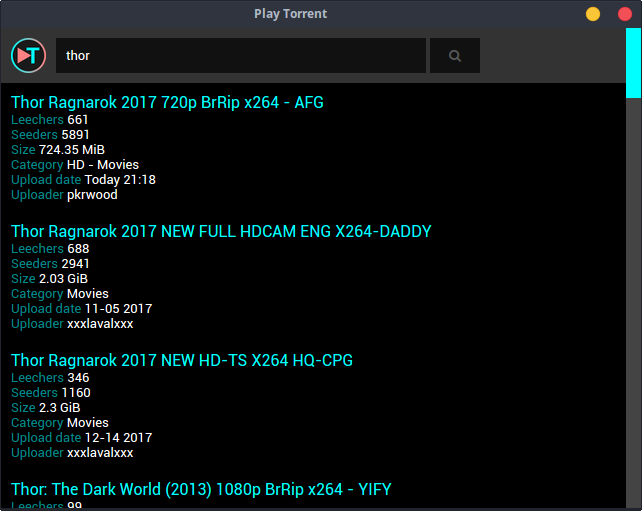 Play Torrent
T
thor
Thor Ragnarok 2017 720p BrRip x264 - AFG
Leechers 661
Seeders 5891
Size 724.35 MiB
Category HD - Movies
Upload date Today 21:18
Uploader pkrwood
Thor Ragnarok 2017 NEW FULL HDCAM ENG X264-DADDY
Leechers 688
Seeders 2941
Size 2.03 GiB
Category Movies
Upload date 11-05 2017
Uploader xxxlavalxxx
Thor Ragnarok 2017 NEW HD-TS X264 HQ-CPG
Leechers 346
Seeders 1160
Size 2.3 GiB
Category Movies
Upload date 12-14 2017
Uploader xxxlavalxxx
Thor: The Dark World (2013) 1080p BrRip x264 - YIFY
Leechers 99